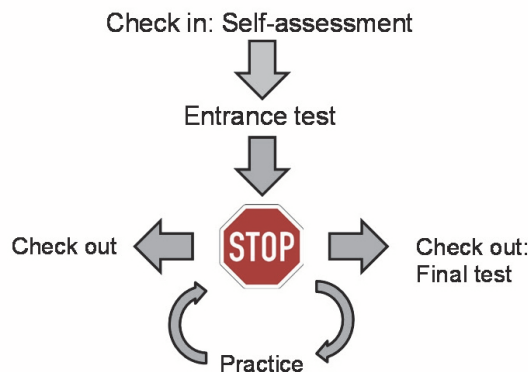 Check in: Self-assessment
Entrance test
STOP
Check out
Check out:
Final test
Practice